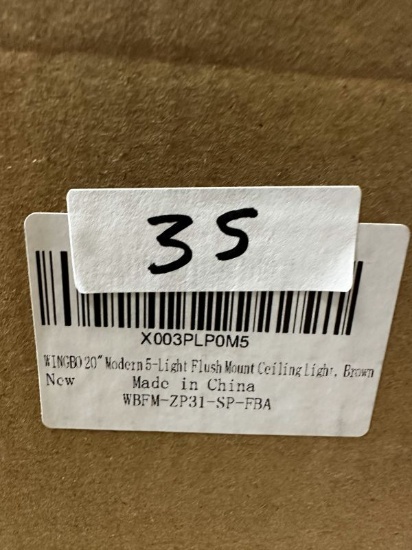 35
X003PLP0M5
WINGBO 20" Modern 5-Light Flush Mount Ceiling Light, Brown
New
Made in China
WBFM-ZP31-SP-FBA